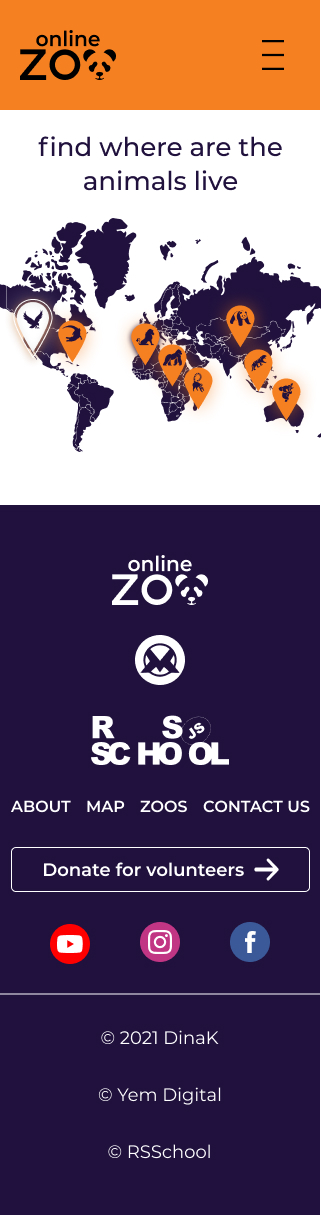 online
ZOO
find where are the
animals live
online
ZOO
RS
JS
SCHOOL
ABOUT MAP ZOOS CONTACT US
Donate for volunteers
© 2021 DinaK
© Yem Digital
© RSSchool